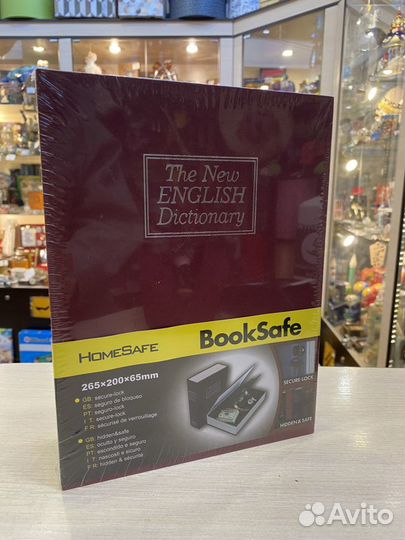 The New
ENGLISH
Dictionary
HOMESAFE
BookSafe
265×200×65mm
GB: secure-lock
ES: seguro de bloqueo
PT: seguro-lock
I T: secure-lock
F R: sécurisé de verrouillage
GB: hidden&safe
ES: oculto y seguro
PT: escondido e seguro
I T: nascosti e sicuro
F R: hidden & sécurité
SECURE-LOCK
HIDDEN & SAFE
Avito